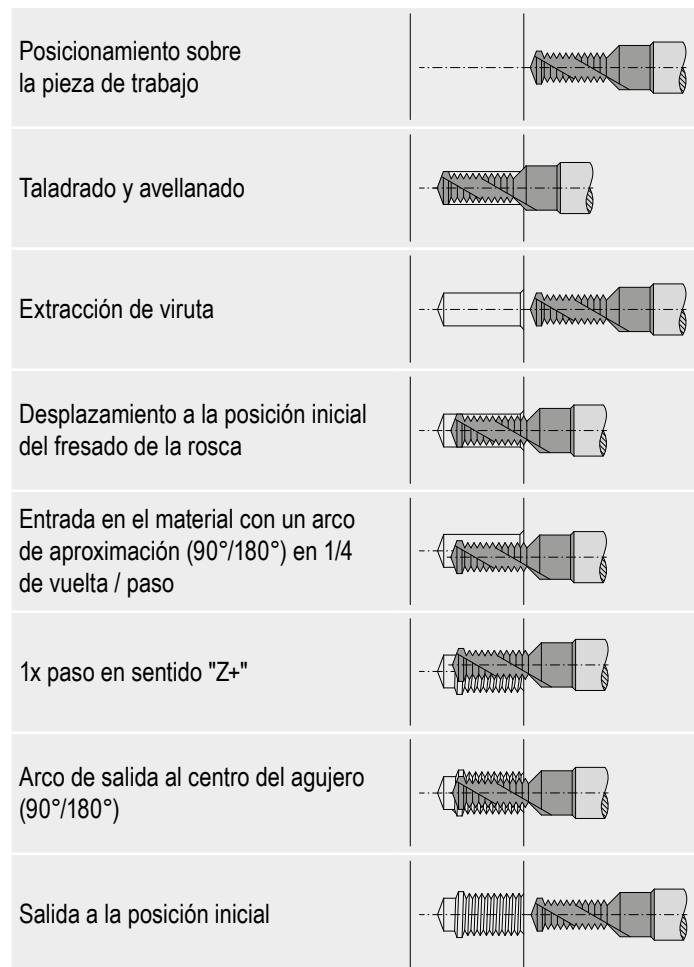 Posicionamiento sobre
la pieza de trabajo
Taladrado y avellanado
Extracción de viruta
Desplazamiento a la posición inicial
del fresado de la rosca
Entrada en el material con un arco
de aproximación (90°/180°) en 1/4
de vuelta / paso
1x paso en sentido "Z+"
Arco de salida al centro del agujero
(90°/180°)
Salida a la posición inicial